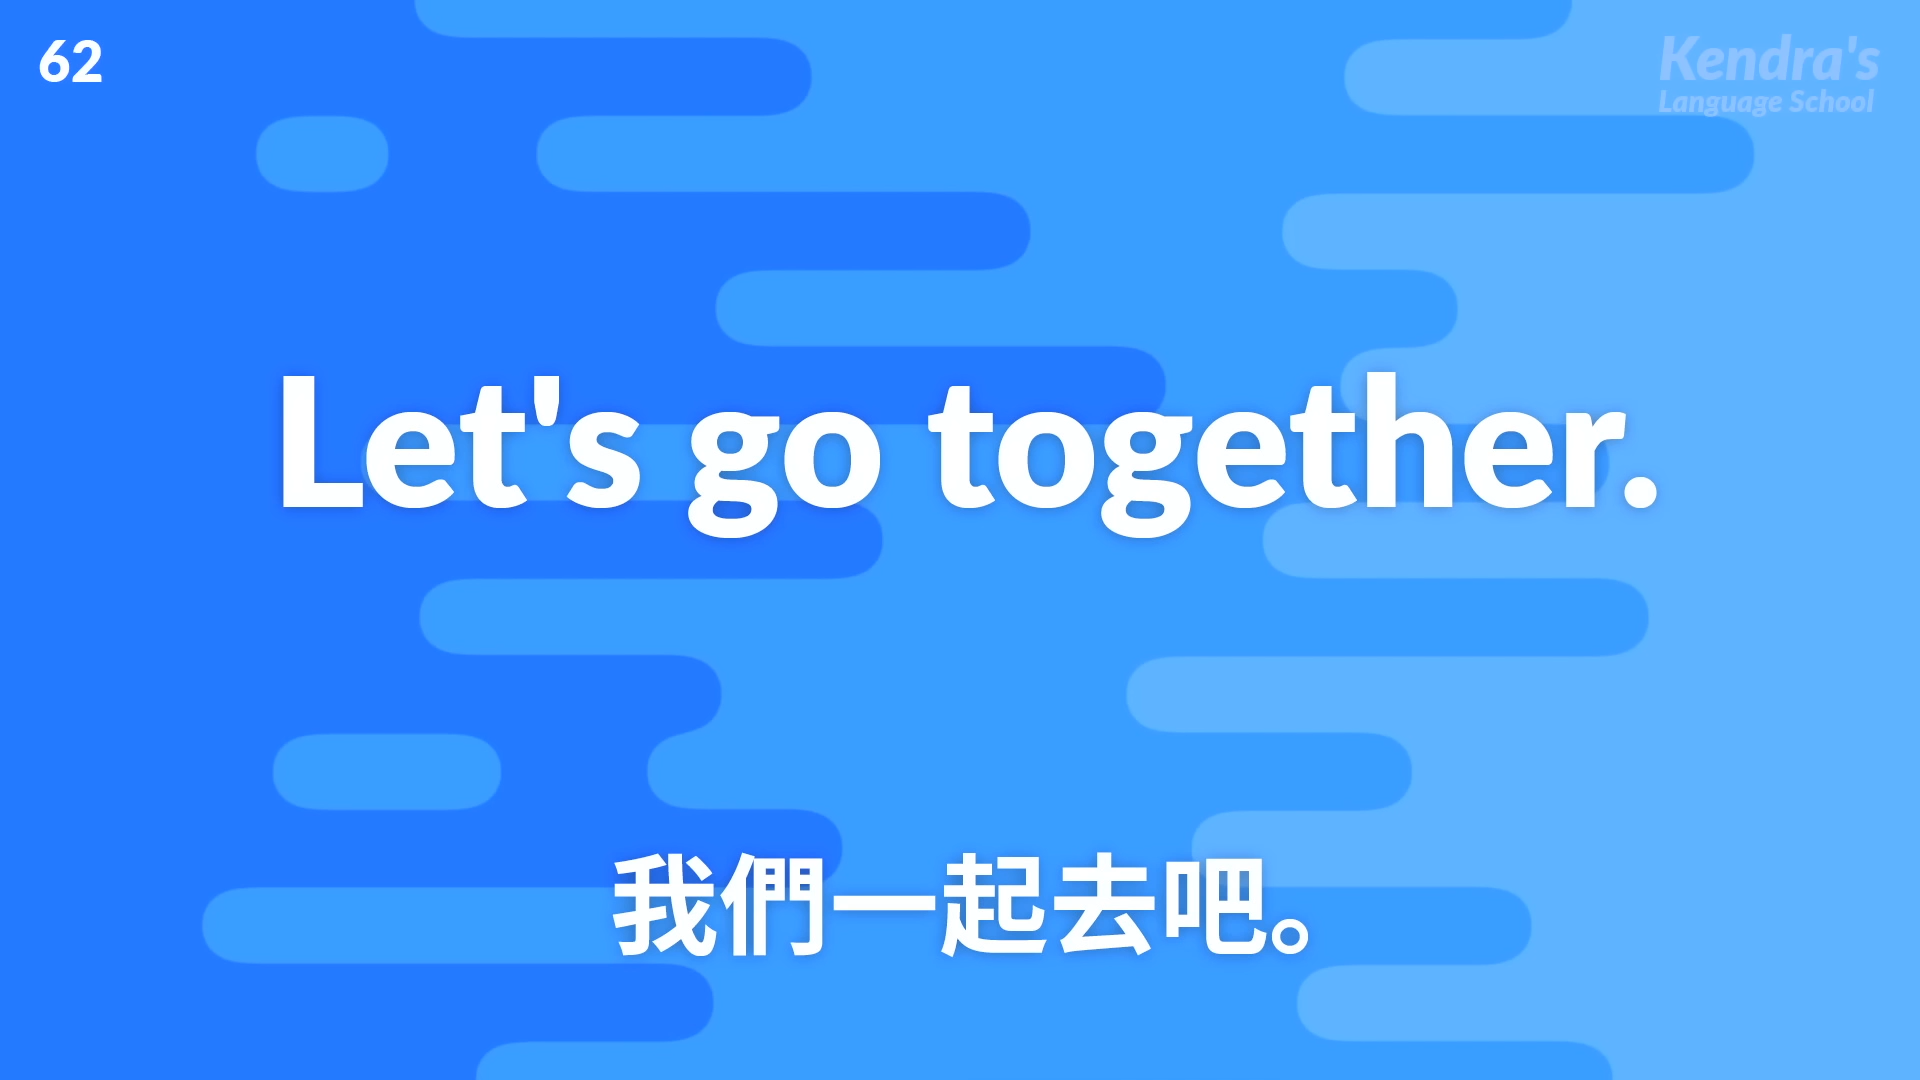 62
Kendra's
Language School
Let's go together.
我們一起去吧。